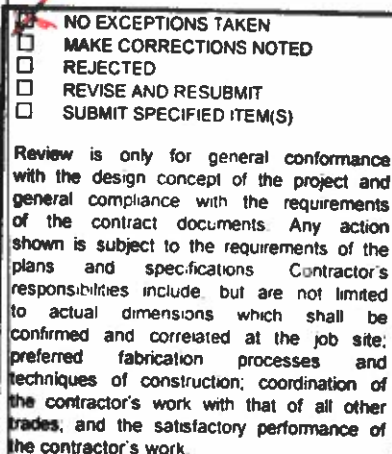 NO EXCEPTIONS TAKEN
MAKE CORRECTIONS NOTED
REJECTED
REVISE AND RESUBMIT
SUBMIT SPECIFIED ITEM(S)
Review is only for general conformance
with the design concept of the project and
general compliance with the requirements
of the contract documents. Any action
shown is subject to the requirements of the
plans and specifications Contractor's
responsibilities include, but are not limited
to actual dimensions which shall be
confirmed and correlated at the job site;
preferred fabrication processes and
techniques of construction; coordination of
the contractor's work with that of all other
trades; and the satisfactory performance of
the contractor's work.